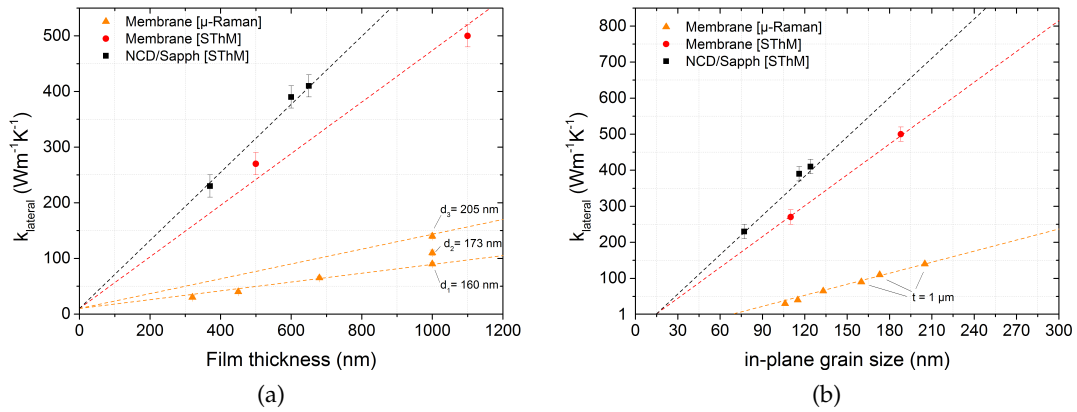 500
400
300
200
100
0
k_lateral (Wm⁻¹K⁻¹)
Membrane [µ-Raman]
Membrane [SThM]
NCD/Sapph [SThM]
d₃= 205 nm
d₂ = 173 nm
d₁= 160 nm
0 200 400 600 800 1000 1200
Film thickness (nm)
(a)
800
700
600
500
400
300
200
100
1
k_lateral (Wm⁻¹K⁻¹)
Membrane [µ-Raman]
Membrane [SThM]
NCD/Sapph [SThM]
t = 1 µm
0 30 60 90 120 150 180 210 240 270 300
in-plane grain size (nm)
(b)